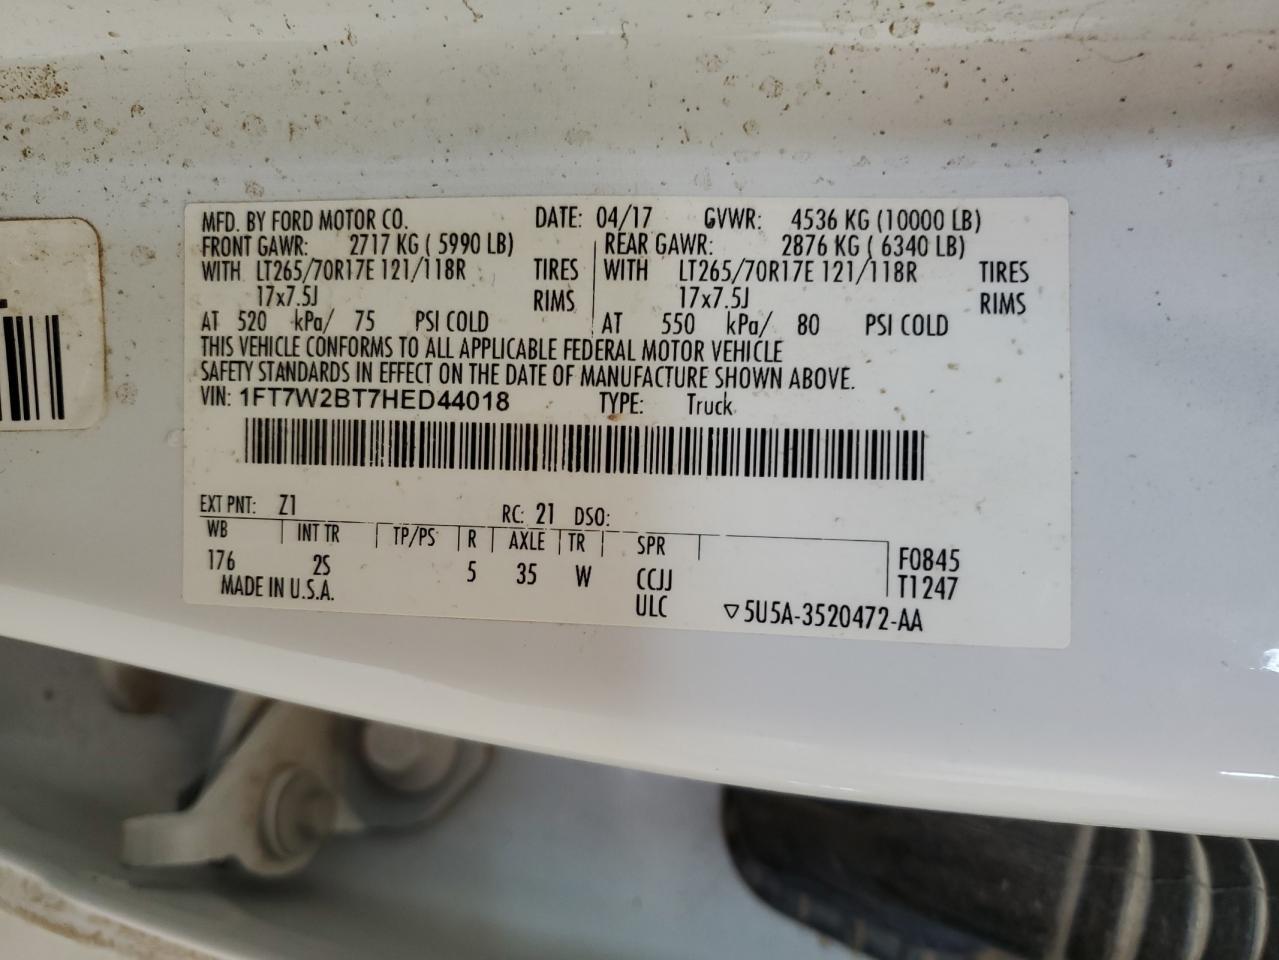 MFD. BY FORD MOTOR CO. DATE: 04/17 GVWR: 4536 KG (10000 LB)
FRONT GAWR: 2717 KG ( 5990 LB) REAR GAWR: 2876 KG ( 6340 LB)
WITH LT265/70R17E 121/118R TIRES WITH LT265/70R17E 121/118R TIRES
17x7.5J RIMS 17x7.5J RIMS
AT 520 kPa/ 75 PSI COLD AT 550 kPa/ 80 PSI COLD
THIS VEHICLE CONFORMS TO ALL APPLICABLE FEDERAL MOTOR VEHICLE
SAFETY STANDARDS IN EFFECT ON THE DATE OF MANUFACTURE SHOWN ABOVE.
VIN: 1FT7W2BT7HED44018 TYPE: Truck
EXT PNT: Z1 RC: 21 DSO:
WB INT TR TP/PS R AXLE TR SPR F0845
176 2S 5 35 W CCJJ T1247
MADE IN U.S.A. ULC ▽5U5A-3520472-AA